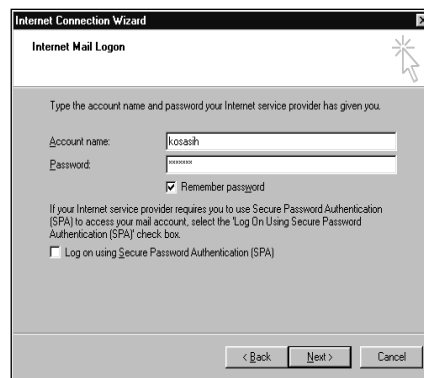 Internet Connection Wizard
Internet Mail Logon
Type the account name and password your Internet service provider has given you.
Account name: kosasih
Password: *******
Remember password
If your Internet service provider requires you to use Secure Password Authentication
(SPA) to access your mail account, select the 'Log On Using Secure Password
Authentication (SPA)' check box.
Log on using Secure Password Authentication (SPA)
< Back Next > Cancel